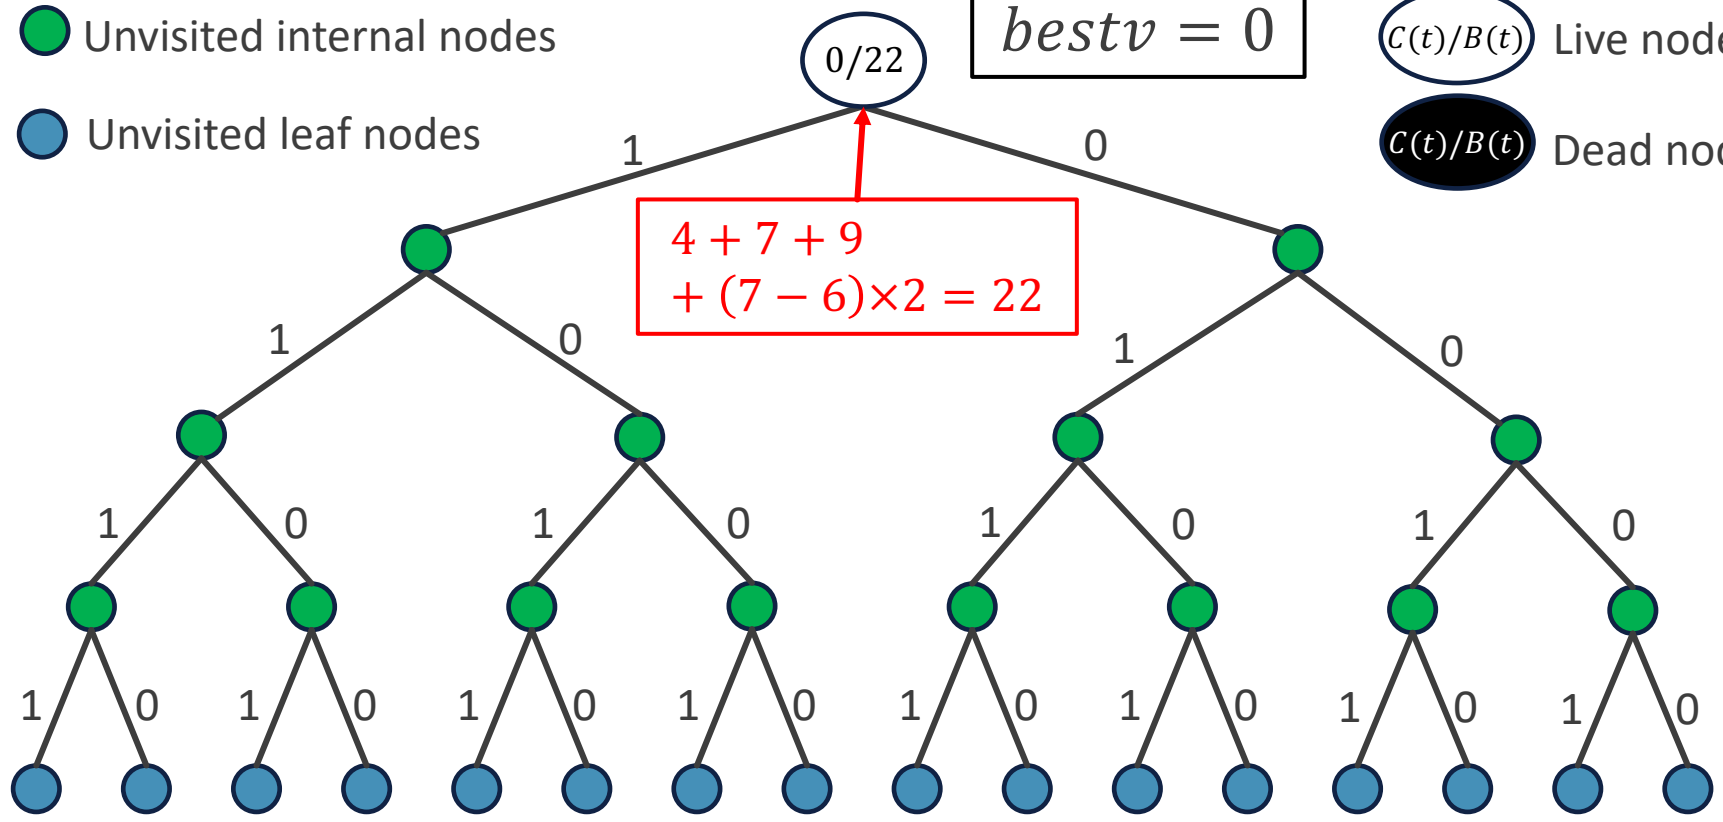 Unvisited internal nodes
0/22
bestv = 0
C(t)/B(t)
Live node
Unvisited leaf nodes
C(t)/B(t)
Dead nod
1
0
4 + 7 + 9
+ (7 − 6)×2 = 22
1 0 1 0
1 0 1 0 1 0 1 0
1 0 1 0 1 0 1 0 1 0 1 0 1 0 1 0